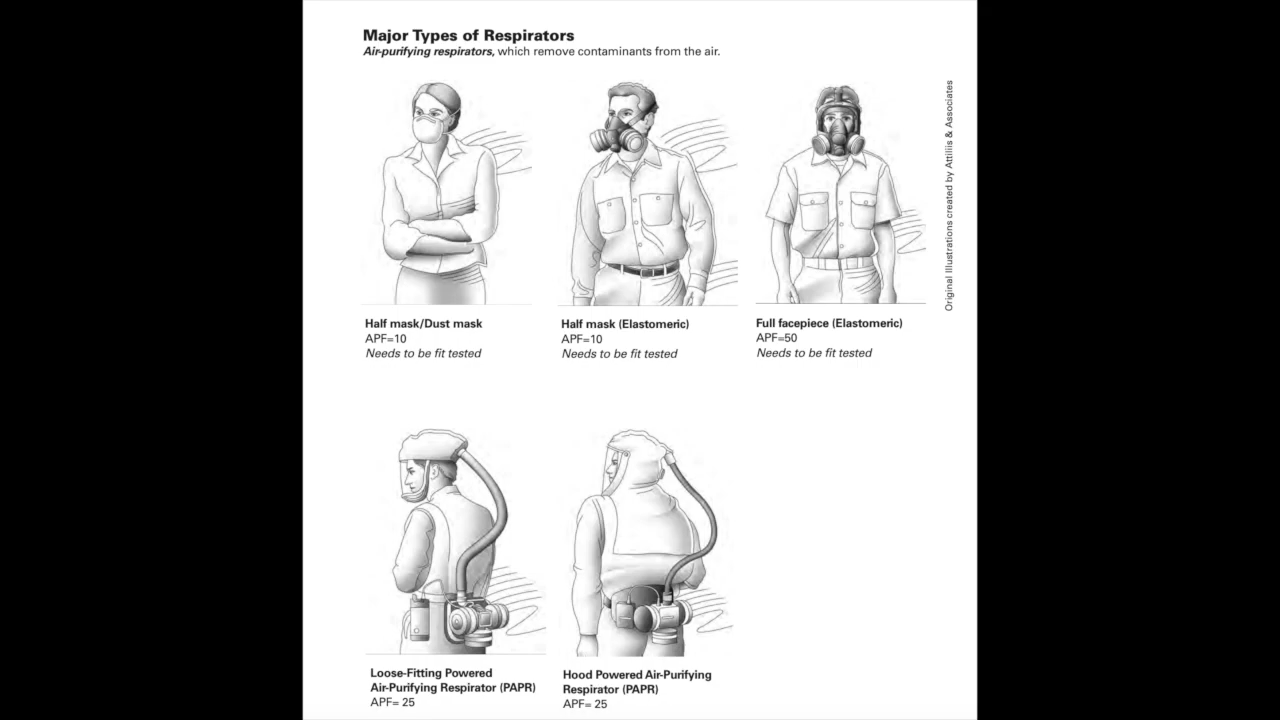 Major Types of Respirators
Air-purifying respirators, which remove contaminants from the air.
Original Illustrations created by Attiliis & Associates
Half mask/Dust mask
APF=10
Needs to be fit tested
Half mask (Elastomeric)
APF=10
Needs to be fit tested
Full facepiece (Elastomeric)
APF=50
Needs to be fit tested
Loose-Fitting Powered
Air-Purifying Respirator (PAPR)
APF= 25
Hood Powered Air-Purifying
Respirator (PAPR)
APF= 25